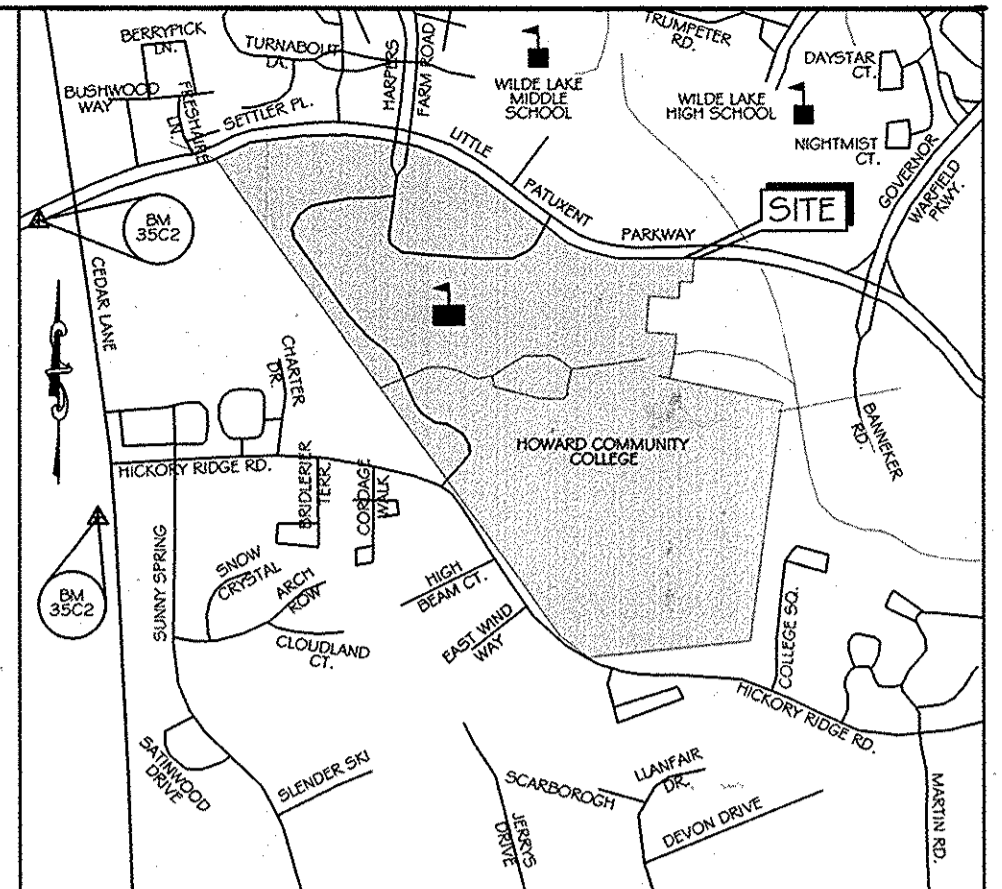 BERRYPICK
LN.
TURNABOUT
LA.
HARPERS
FARM ROAD
TRUMPETER
RD.
DAYSTAR
CT.
BUSHWOOD
WAY
FRESHAIRE
LN.
SETTLER PL.
WILDE LAKE
MIDDLE
SCHOOL
WILDE LAKE
HIGH SCHOOL
NIGHTMIST
CT.
LITTLE
PATUXENT
PARKWAY
GOVERNOR
WARFIELD
PKWY.
SITE
BM
35C2
CEDAR LANE
CHARTER
DR.
HOWARD COMMUNITY
COLLEGE
BANNEKER
RD.
HICKORY RIDGE RD.
BRIDLERIER
TERR.
CORDAGE
WALK
BM
35C2
SUNNY SPRING
SNOW
CRYSTAL
ARCH
ROW
CLOUDLAND
CT.
HIGH
BEAM CT.
EAST WIND
WAY
COLLEGE SQ.
HICKORY RIDGE RD.
SATINWOOD
DRIVE
SLENDER SKI
JERRYS
DRIVE
SCARBOROGH
LLANFAIR
DR.
DEVON DRIVE
MARTIN RD.